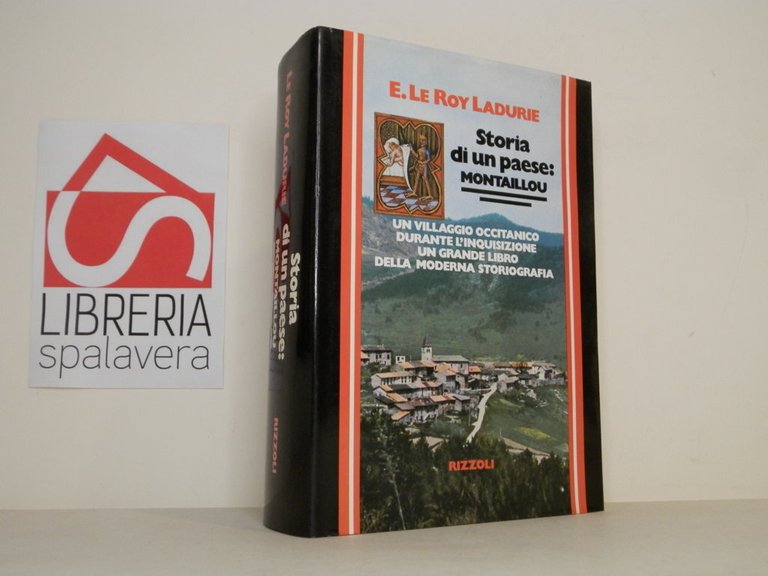 LIBRERIA
spalavera
LE ROY LADURIE
Storia
di un paese:
MONTAILLOU
RIZZOLI
E. LE ROY LADURIE
Storia
di un paese:
MONTAILLOU
UN VILLAGGIO OCCITANICO
DURANTE L'INQUISIZIONE
UN GRANDE LIBRO
DELLA MODERNA STORIOGRAFIA
RIZZOLI